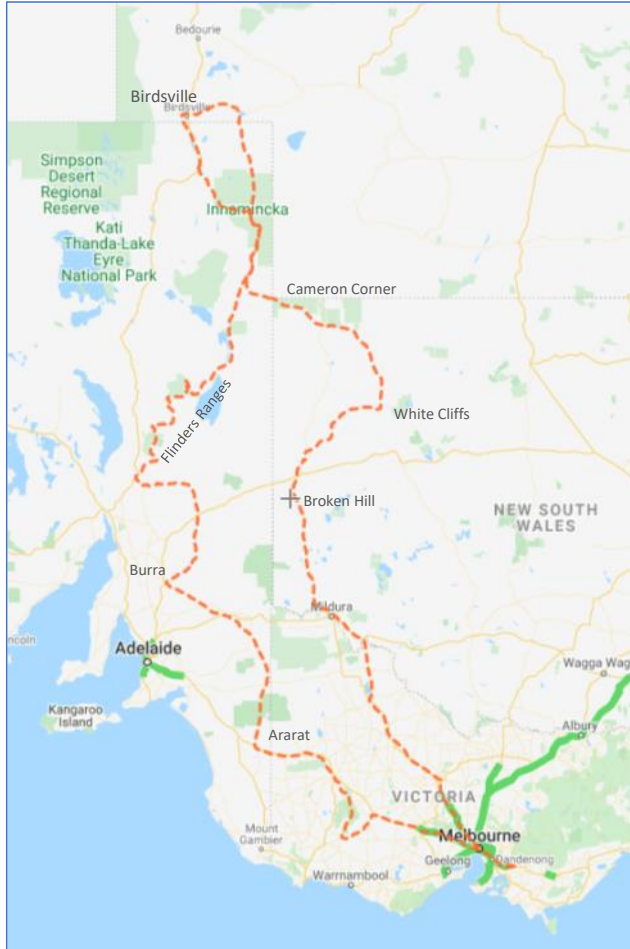 Bedourie
Birdsville
Birdsville
Simpson
Desert
Regional
Reserve
Innamincka
Kati
Thanda-Lake
Eyre
National Park
Cameron Corner
Flinders Ranges
White Cliffs
Broken Hill
NEW SOUTH
WALES
Burra
Mildura
ncoln
Adelaide
Wagga Wag
Kangaroo
Island
Albury
Ararat
VICTORIA
Mount
Gambier
Melbourne
Geelong
Dandenong
Warrnambool